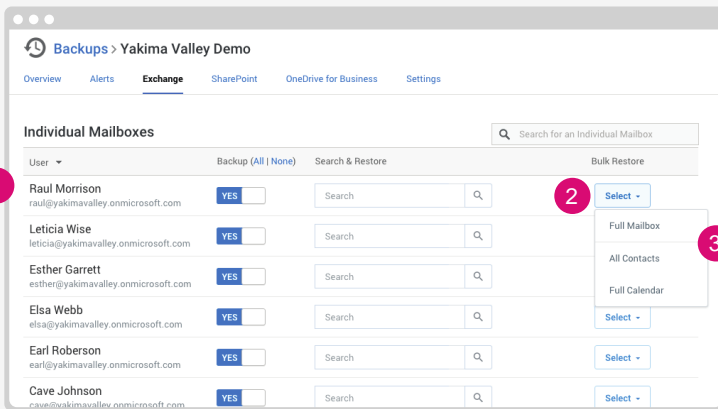 Backups > Yakima Valley Demo
Overview Alerts Exchange SharePoint OneDrive for Business Settings
Individual Mailboxes
Search for an Individual Mailbox
User Backup (All | None) Search & Restore Bulk Restore
Raul Morrison
raul@yakimavalley.onmicrosoft.com
YES Search 2 Select
Full Mailbox
3
All Contacts
Full Calendar
Leticia Wise
leticia@yakimavalley.onmicrosoft.com
YES Search
Esther Garrett
esther@yakimavalley.onmicrosoft.com
YES Search
Elsa Webb
elsa@yakimavalley.onmicrosoft.com
YES Search Select
Earl Roberson
earl@yakimavalley.onmicrosoft.com
YES Search Select
Cave Johnson
cave@yakimavalley.onmicrosoft.com
YES Search Select